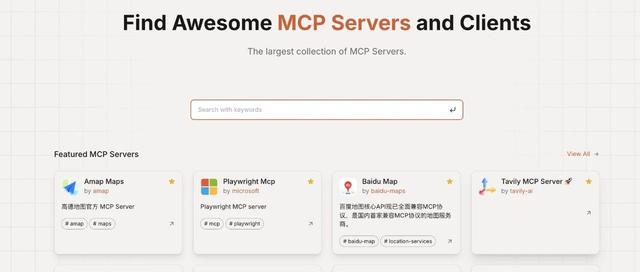 Find Awesome MCP Servers and Clients
The largest collection of MCP Servers.
Search with keywords
Featured MCP Servers
View All →
Amap Maps
by amap
高德地图官方 MCP Server
# amap
# maps
Playwright Mcp
by microsoft
Playwright MCP server
# mcp
# playwright
Baidu Map
by baidu-maps
百度地图核心API现已全面兼容MCP协
议，是国内首家兼容MCP协议的地图服务
商。
# baidu-map
# location-services
Tavily MCP Server 🚀
by tavily-ai